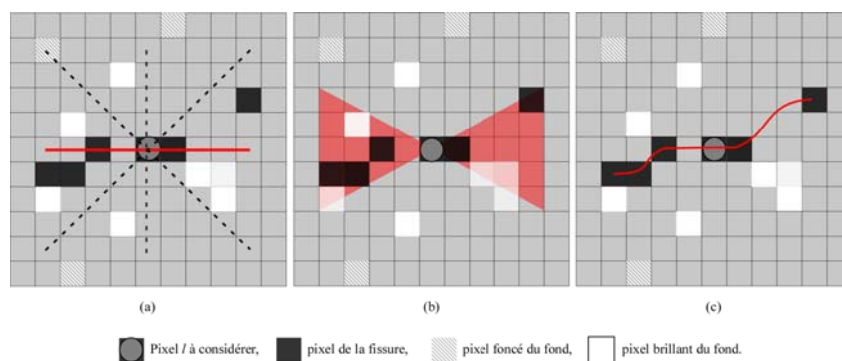 (a) (b) (c)
Pixel l à considérer, pixel de la fissure, pixel foncé du fond, pixel brillant du fond.